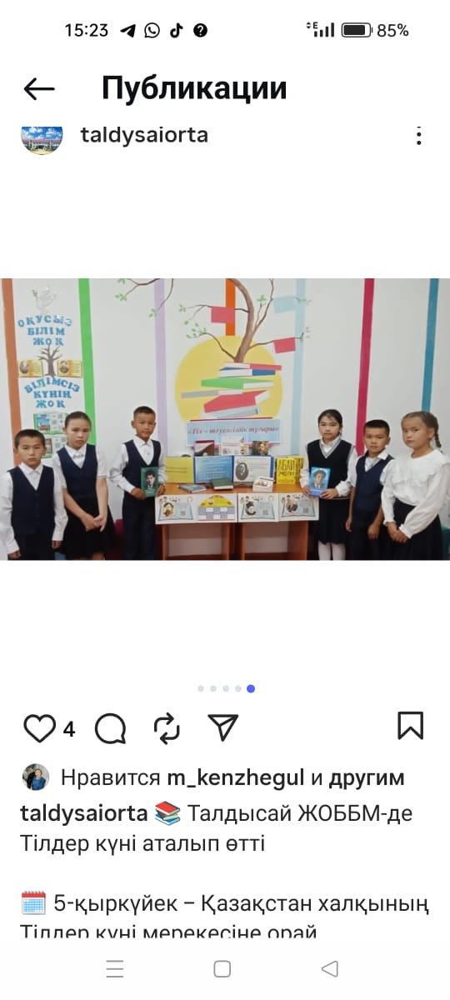 15:23
85%
Публикации
taldysaiorta
ОҚУСЫЗ
БІЛІМ
ЖОҚ
БІЛІМСІЗ
КҮНІҢ
ЖОҚ
«Тіл – тәуелсіздік тұғыры»
АБАЙ
4
Нравится m_kenzhegul и другим
taldysaiorta 📚 Талдысай ЖОББМ-де
Тілдер күні аталып өтті
🗓️ 5-қыркүйек – Қазақстан халқының
Тілдер күні мерекесіне орай